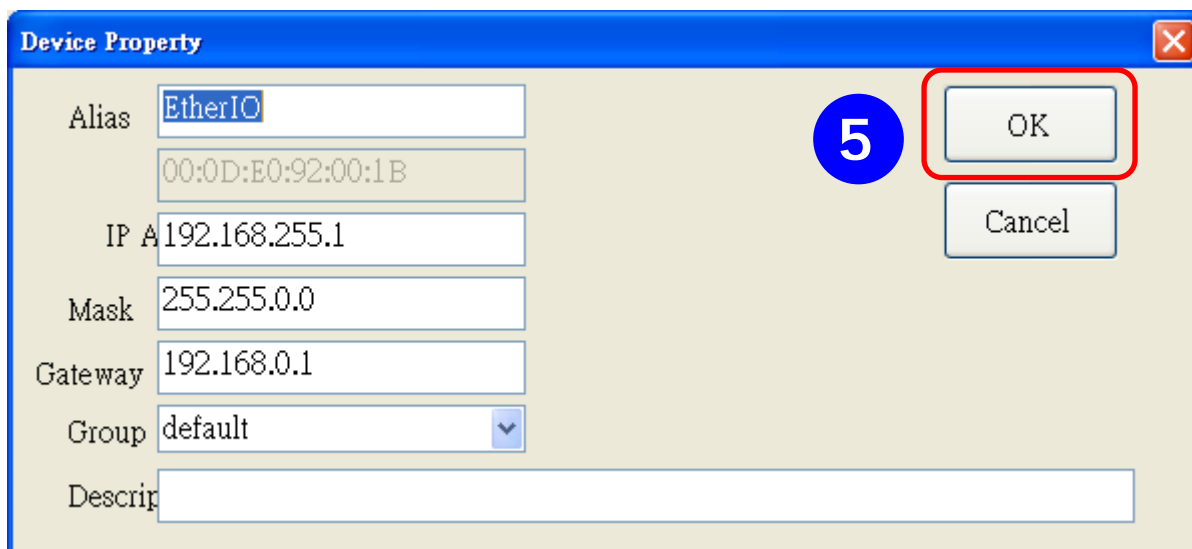 Device Property
Alias EtherIO
00:0D:E0:92:00:1B
IP A 192.168.255.1
Mask 255.255.0.0
Gateway 192.168.0.1
Group default
Descrip
5
OK
Cancel